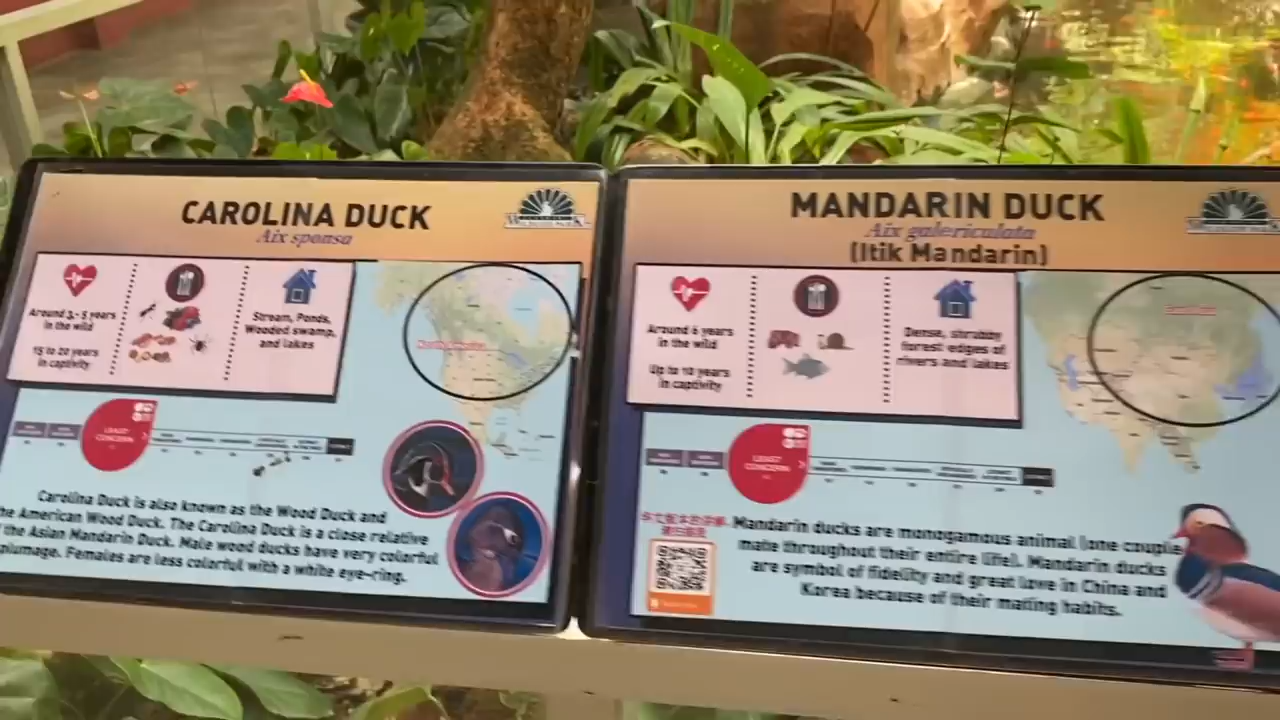 CAROLINA DUCK
Aix sponsa
Around 3 - 5 years
in the wild
15 to 20 years
in captivity
Stream, Ponds,
Wooded swamp,
and lakes
LEAST
CONCERN
Carolina Duck is also known as the Wood Duck and
the American Wood Duck. The Carolina Duck is a close relative
the Asian Mandarin Duck. Male wood ducks have very colorful
plumage. Females are less colorful with a white eye-ring.
MANDARIN DUCK
Aix galericulata
(Itik Mandarin)
Around 6 years
in the wild
Up to 10 years
in captivity
Dense, shrubby
forest edges of
rivers and lakes
LEAST
CONCERN
Mandarin ducks are monogamous animal (one couple
mate throughout their entire life). Mandarin ducks
are symbol of fidelity and great love in China and
Korea because of their mating habits.